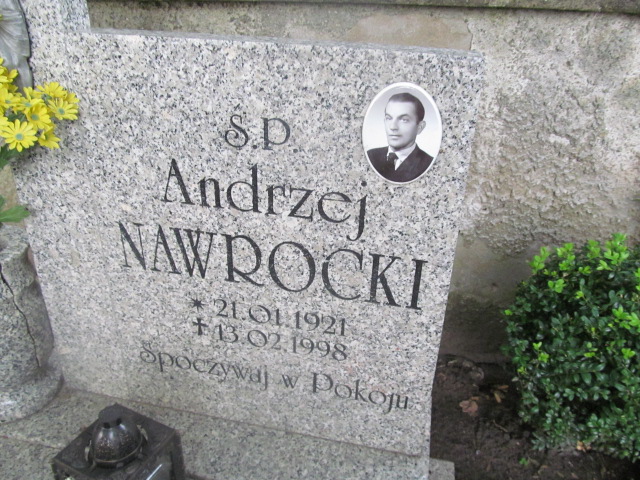 Ś.P
Andrzej
NAWROCKI
* 21.01.1921
✝ 13.02.1998
Spoczywaj w Pokoju